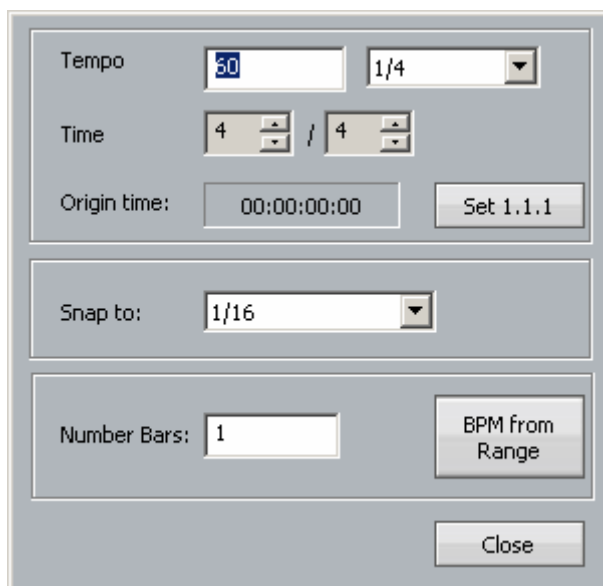 Tempo 60 1/4
Time 4 / 4
Origin time: 00:00:00:00 Set 1.1.1
Snap to: 1/16
Number Bars: 1 BPM from
Range
Close